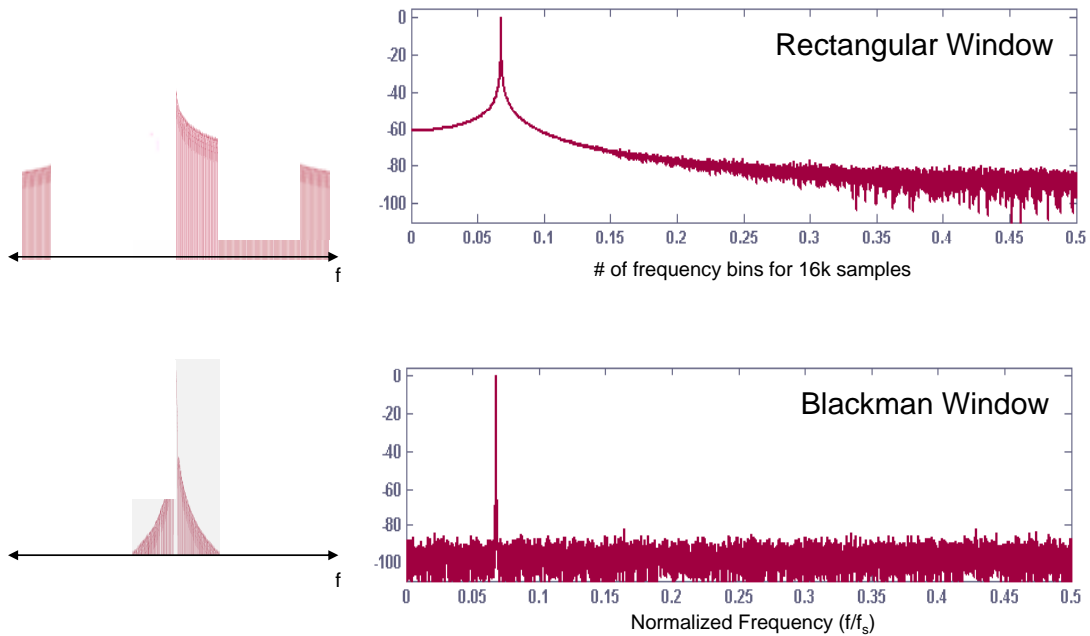 0
-20
-40
-60
-80
-100
Rectangular Window
0 0.05 0.1 0.15 0.2 0.25 0.3 0.35 0.4 0.45 0.5
# of frequency bins for 16k samples
f
0
-20
-40
-60
-80
-100
Blackman Window
0 0.05 0.1 0.15 0.2 0.25 0.3 0.35 0.4 0.45 0.5
Normalized Frequency (f/fs)
f